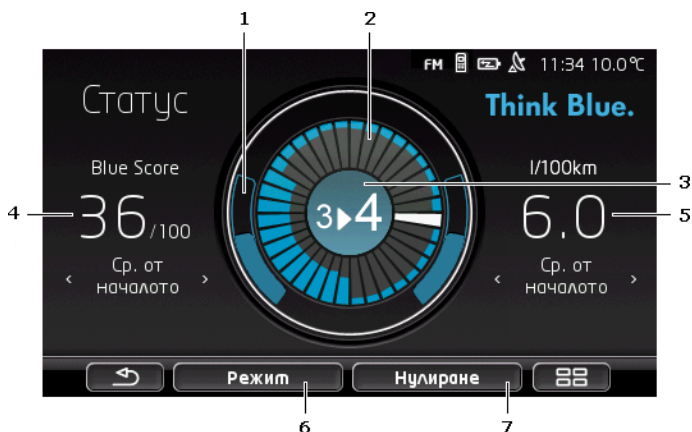 1
2
FM 11:34 10.0°C
Статус
Think Blue.
Blue Score
l/100km
3
4
36/100
3▸4
6.0
5
‹ Ср. от началото ›
‹ Ср. от началото ›
Режим
Нулиране
6
7